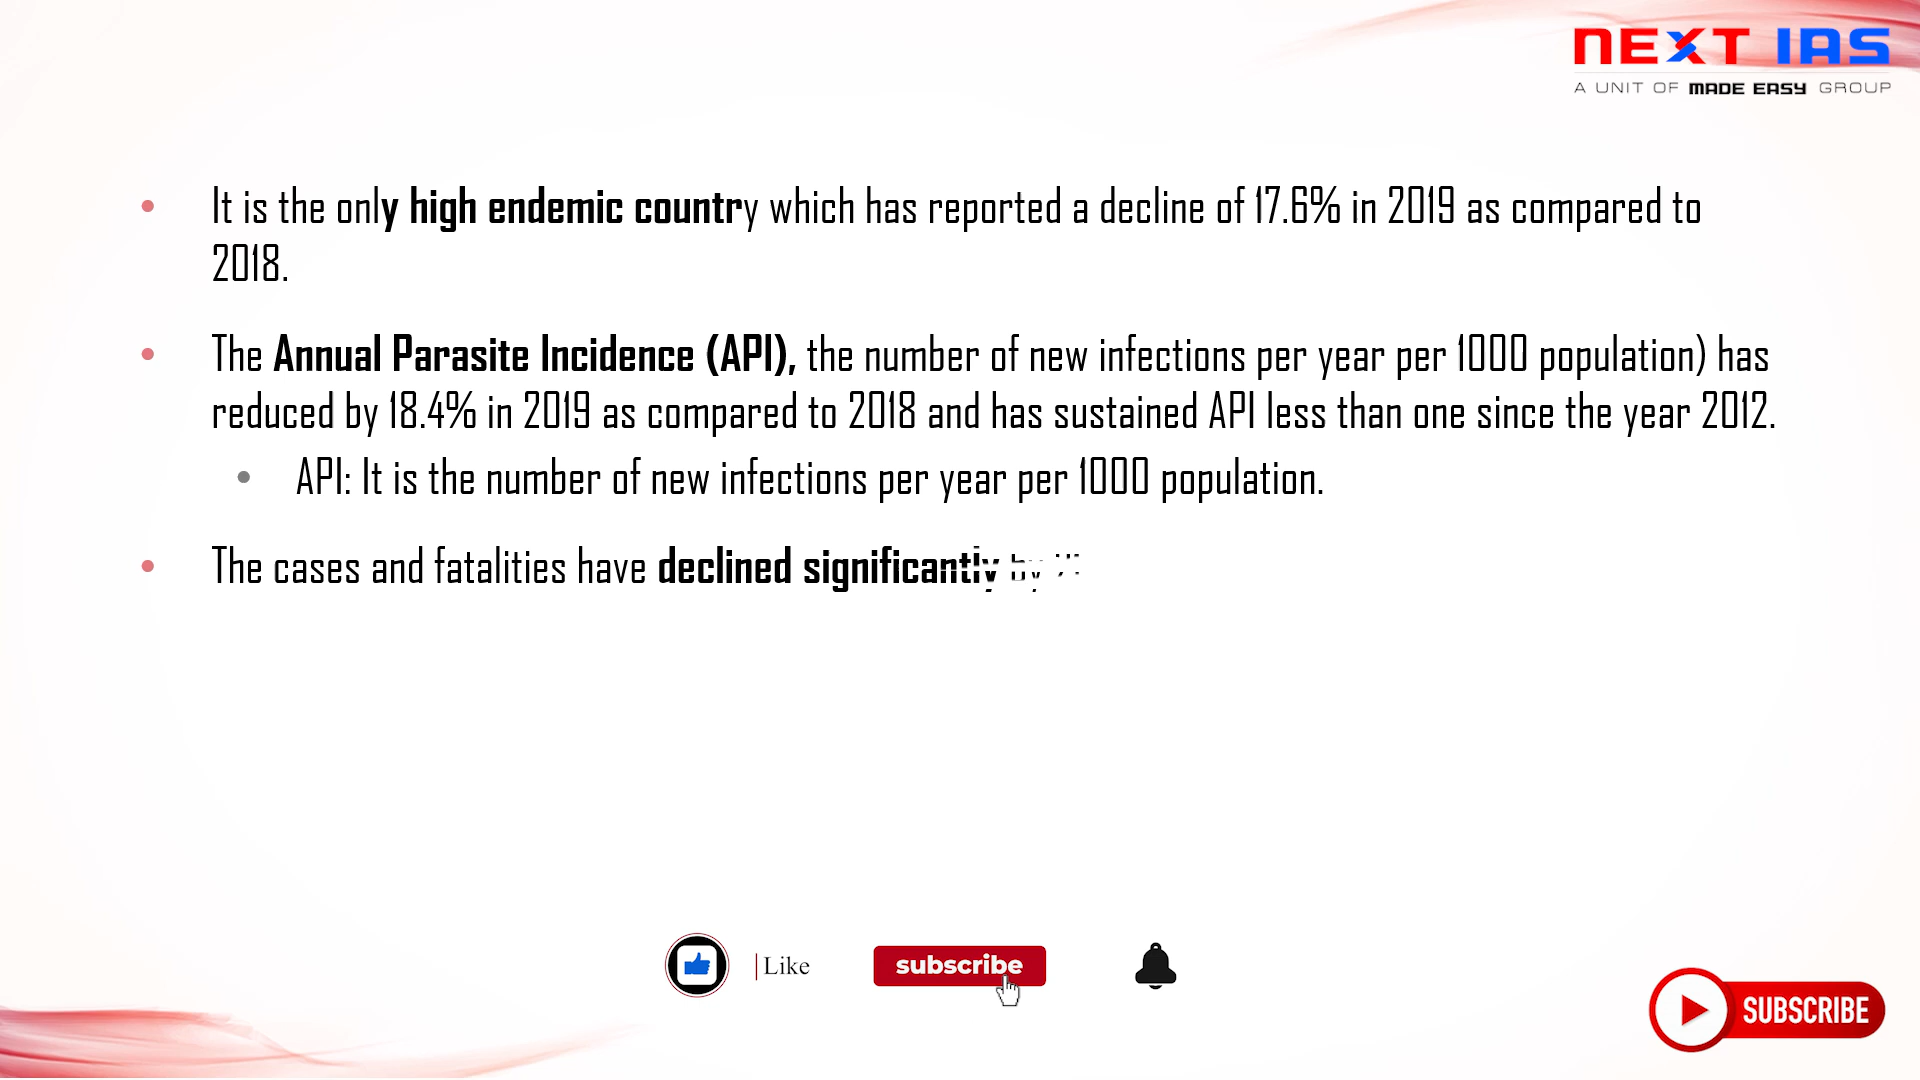 NEXT IAS
A UNIT OF MADE EASY GROUP
• It is the only high endemic country which has reported a decline of 17.6% in 2019 as compared to
2018.
• The Annual Parasite Incidence (API), the number of new infections per year per 1000 population) has
reduced by 18.4% in 2019 as compared to 2018 and has sustained API less than one since the year 2012.
• API: It is the number of new infections per year per 1000 population.
• The cases and fatalities have declined significantly by
|Like
subscribe
SUBSCRIBE